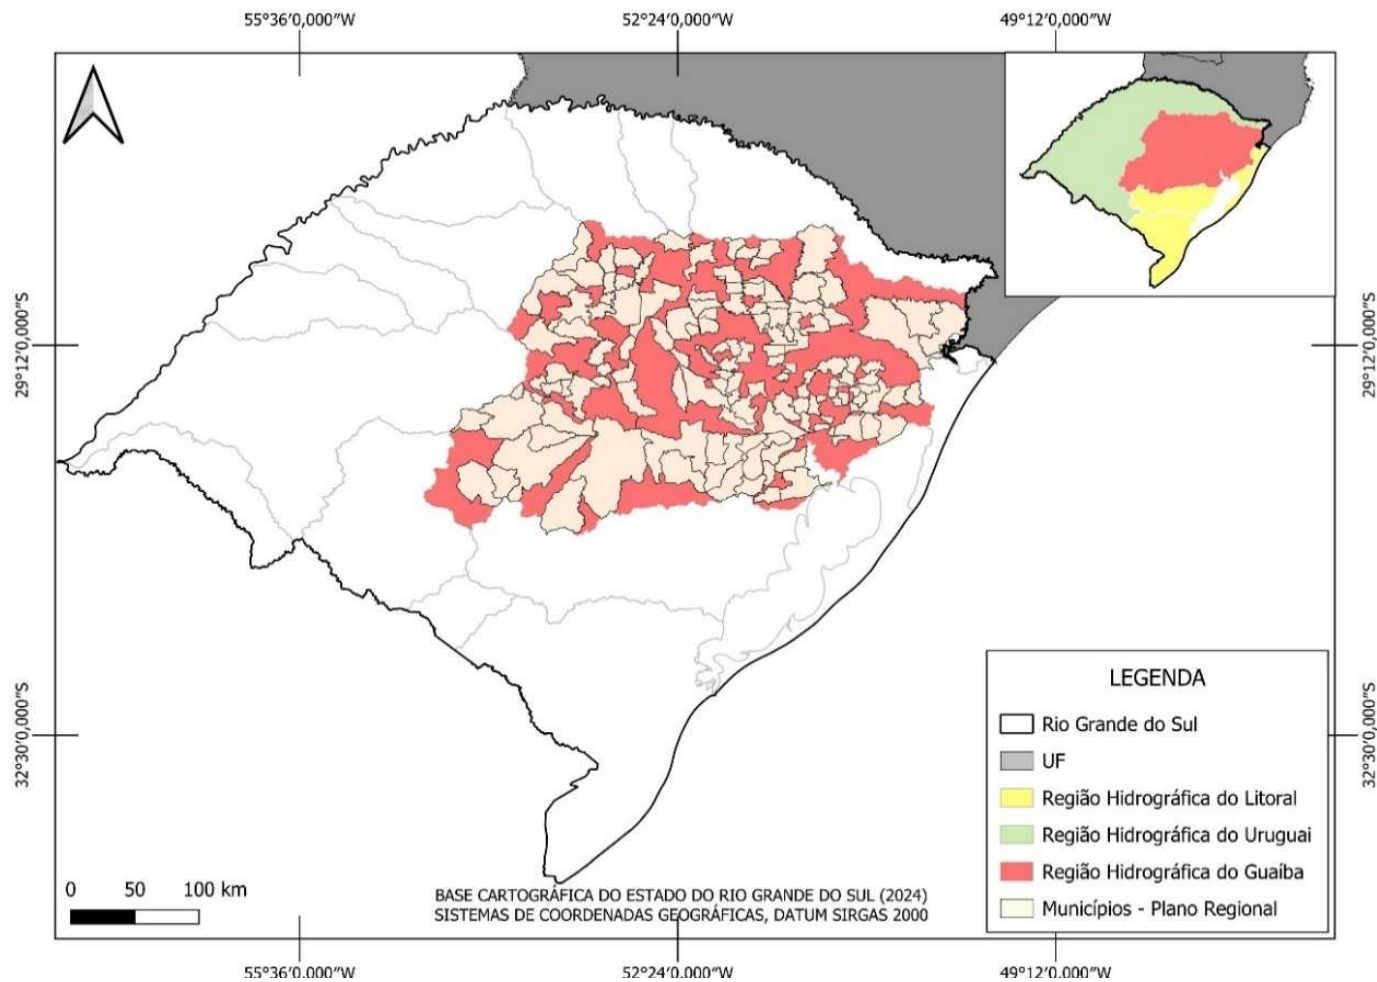 55°36'0,000"W
52°24'0,000"W
49°12'0,000"W
29°12'0,000"S
29°12'0,000"S
32°30'0,000"S
32°30'0,000"S
LEGENDA
Rio Grande do Sul
UF
Região Hidrográfica do Litoral
Região Hidrográfica do Uruguai
Região Hidrográfica do Guaíba
Municípios - Plano Regional
0 50 100 km
BASE CARTOGRÁFICA DO ESTADO DO RIO GRANDE DO SUL (2024)
SISTEMAS DE COORDENADAS GEOGRÁFICAS, DATUM SIRGAS 2000
55°36'0,000"W
52°24'0,000"W
49°12'0,000"W